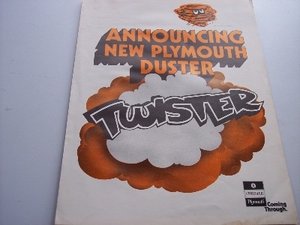 ANNOUNCING
NEW PLYMOUTH
DUSTER
TWISTER
Plymouth
Coming
Through.